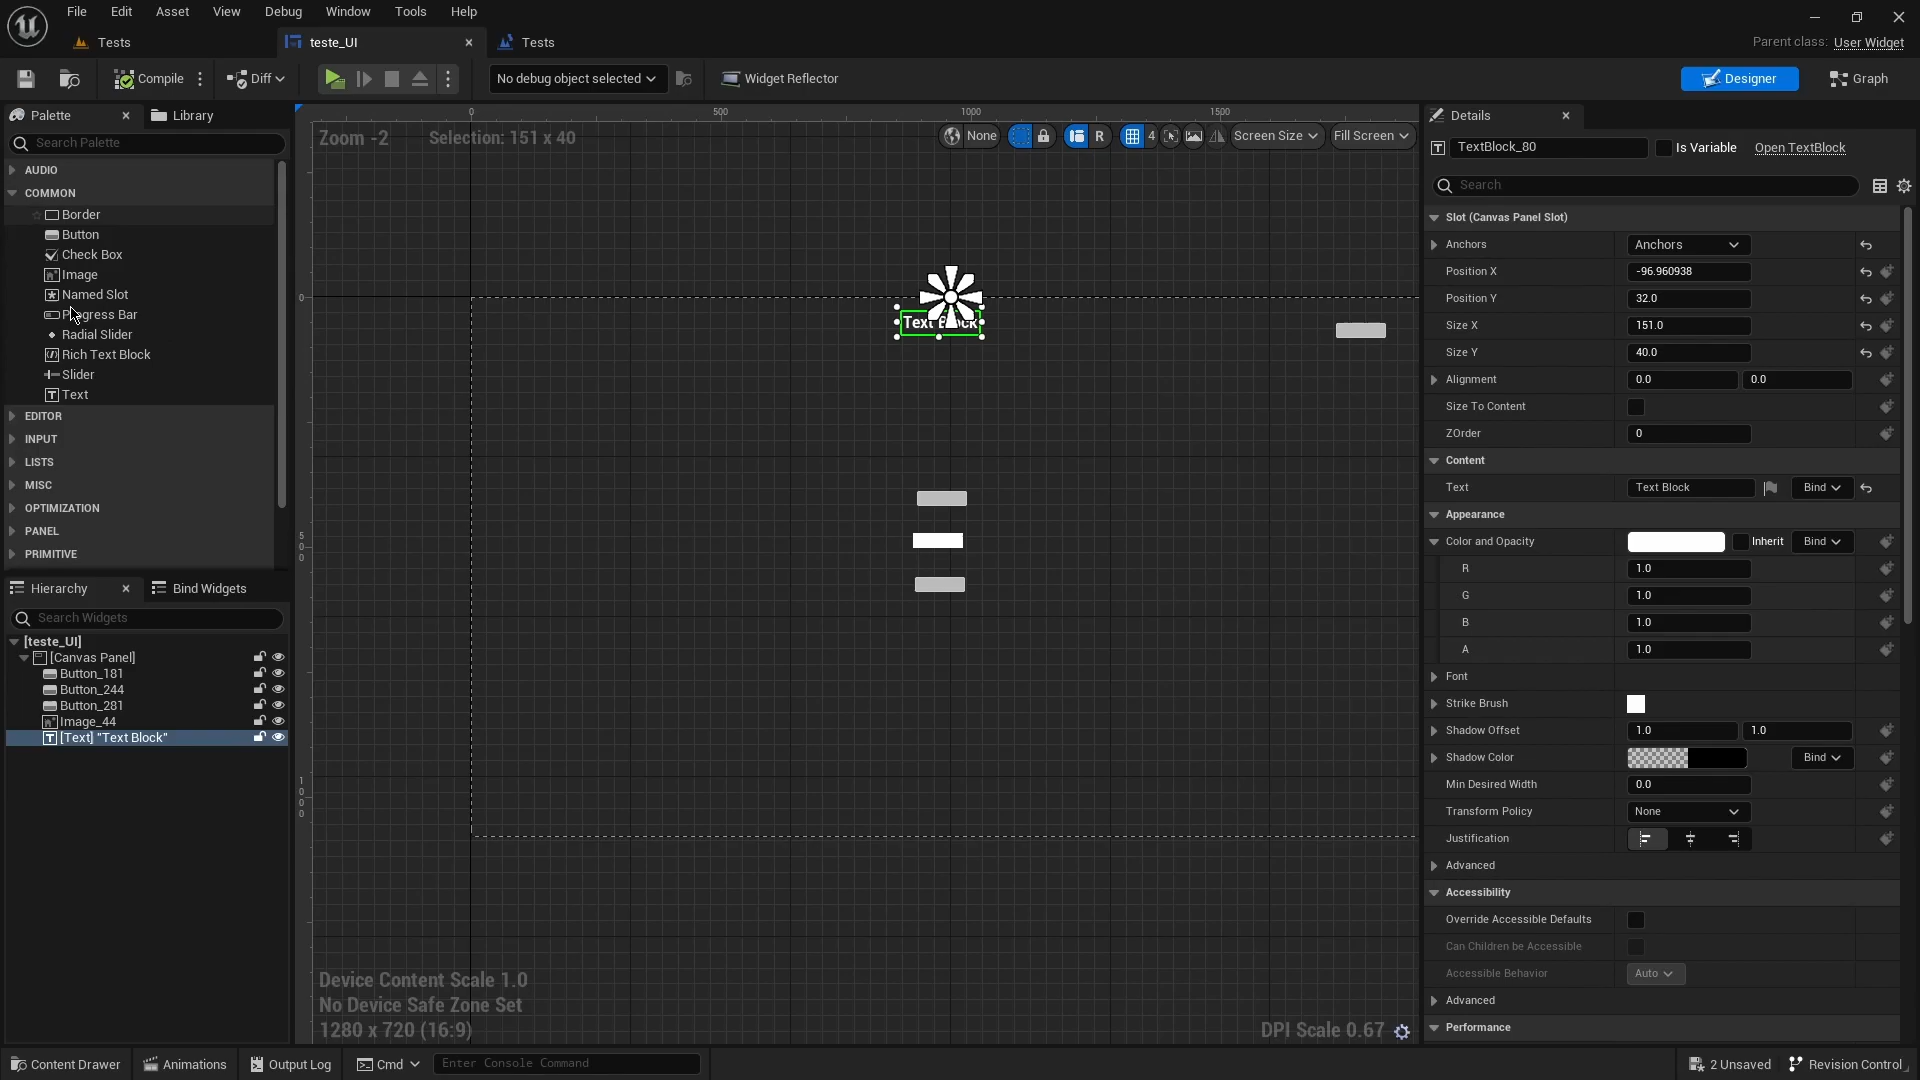 File Edit Asset View Debug Window Tools Help
Tests teste_UI Tests
Parent class: User Widget
Compile Diff No debug object selected Widget Reflector Designer Graph
Palette Library
Search Palette
AUDIO
COMMON
Border
Button
Check Box
Image
Named Slot
Progress Bar
Radial Slider
Rich Text Block
Slider
Text
EDITOR
INPUT
LISTS
MISC
OPTIMIZATION
PANEL
PRIMITIVE
Hierarchy Bind Widgets
Search Widgets
[teste_UI]
[Canvas Panel]
Button_181
Button_244
Button_281
Image_44
[Text] "Text Block"
0 500 1000 1500
Zoom -2 Selection: 151 x 40
None R 4 Screen Size Fill Screen
0
Text Block
500
1000
Device Content Scale 1.0
No Device Safe Zone Set
1280 x 720 (16:9)
DPI Scale 0.67
Details
TextBlock_80 Is Variable Open TextBlock
Search
Slot (Canvas Panel Slot)
Anchors Anchors
Position X -96.960938
Position Y 32.0
Size X 151.0
Size Y 40.0
Alignment 0.0 0.0
Size To Content
ZOrder 0
Content
Text Text Block Bind
Appearance
Color and Opacity Inherit Bind
R 1.0
G 1.0
B 1.0
A 1.0
Font
Strike Brush
Shadow Offset 1.0 1.0
Shadow Color Bind
Min Desired Width 0.0
Transform Policy None
Justification
Advanced
Accessibility
Override Accessible Defaults
Can Children be Accessible
Accessible Behavior Auto
Advanced
Performance
Content Drawer Animations Output Log Cmd Enter Console Command 2 Unsaved Revision Control